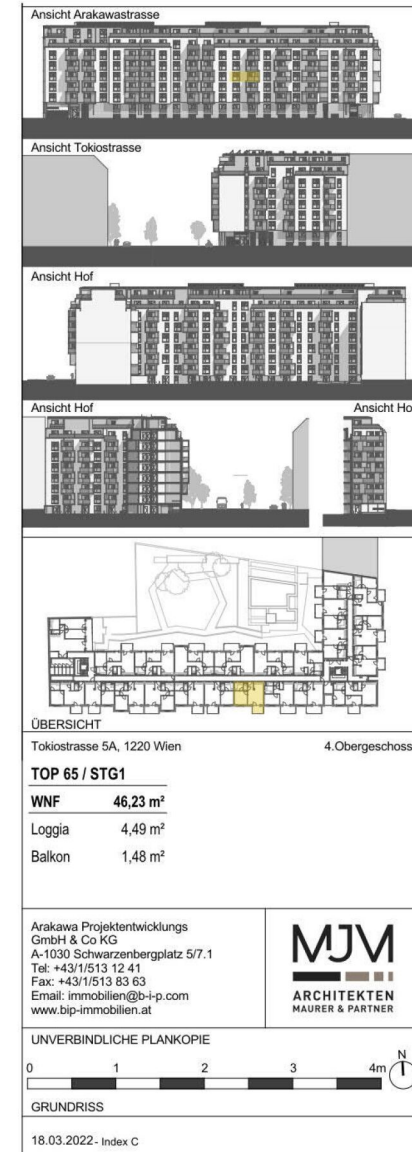 Ansicht Arakawastrasse
Ansicht Tokiostrasse
Ansicht Hof
Ansicht Hof
Ansicht Ho
ÜBERSICHT
Tokiostrasse 5A, 1220 Wien 4.Obergeschoss
TOP 65 / STG1
WNF 46,23 m²
Loggia 4,49 m²
Balkon 1,48 m²
Arakawa Projektentwicklungs
GmbH & Co KG
A-1030 Schwarzenbergplatz 5/7.1
Tel: +43/1/513 12 41
Fax: +43/1/513 83 63
Email: immobilien@b-i-p.com
www.bip-immobilien.at
MJM
ARCHITEKTEN
MAURER & PARTNER
UNVERBINDLICHE PLANKOPIE
0 1 2 3 4m
N
GRUNDRISS
18.03.2022- Index C